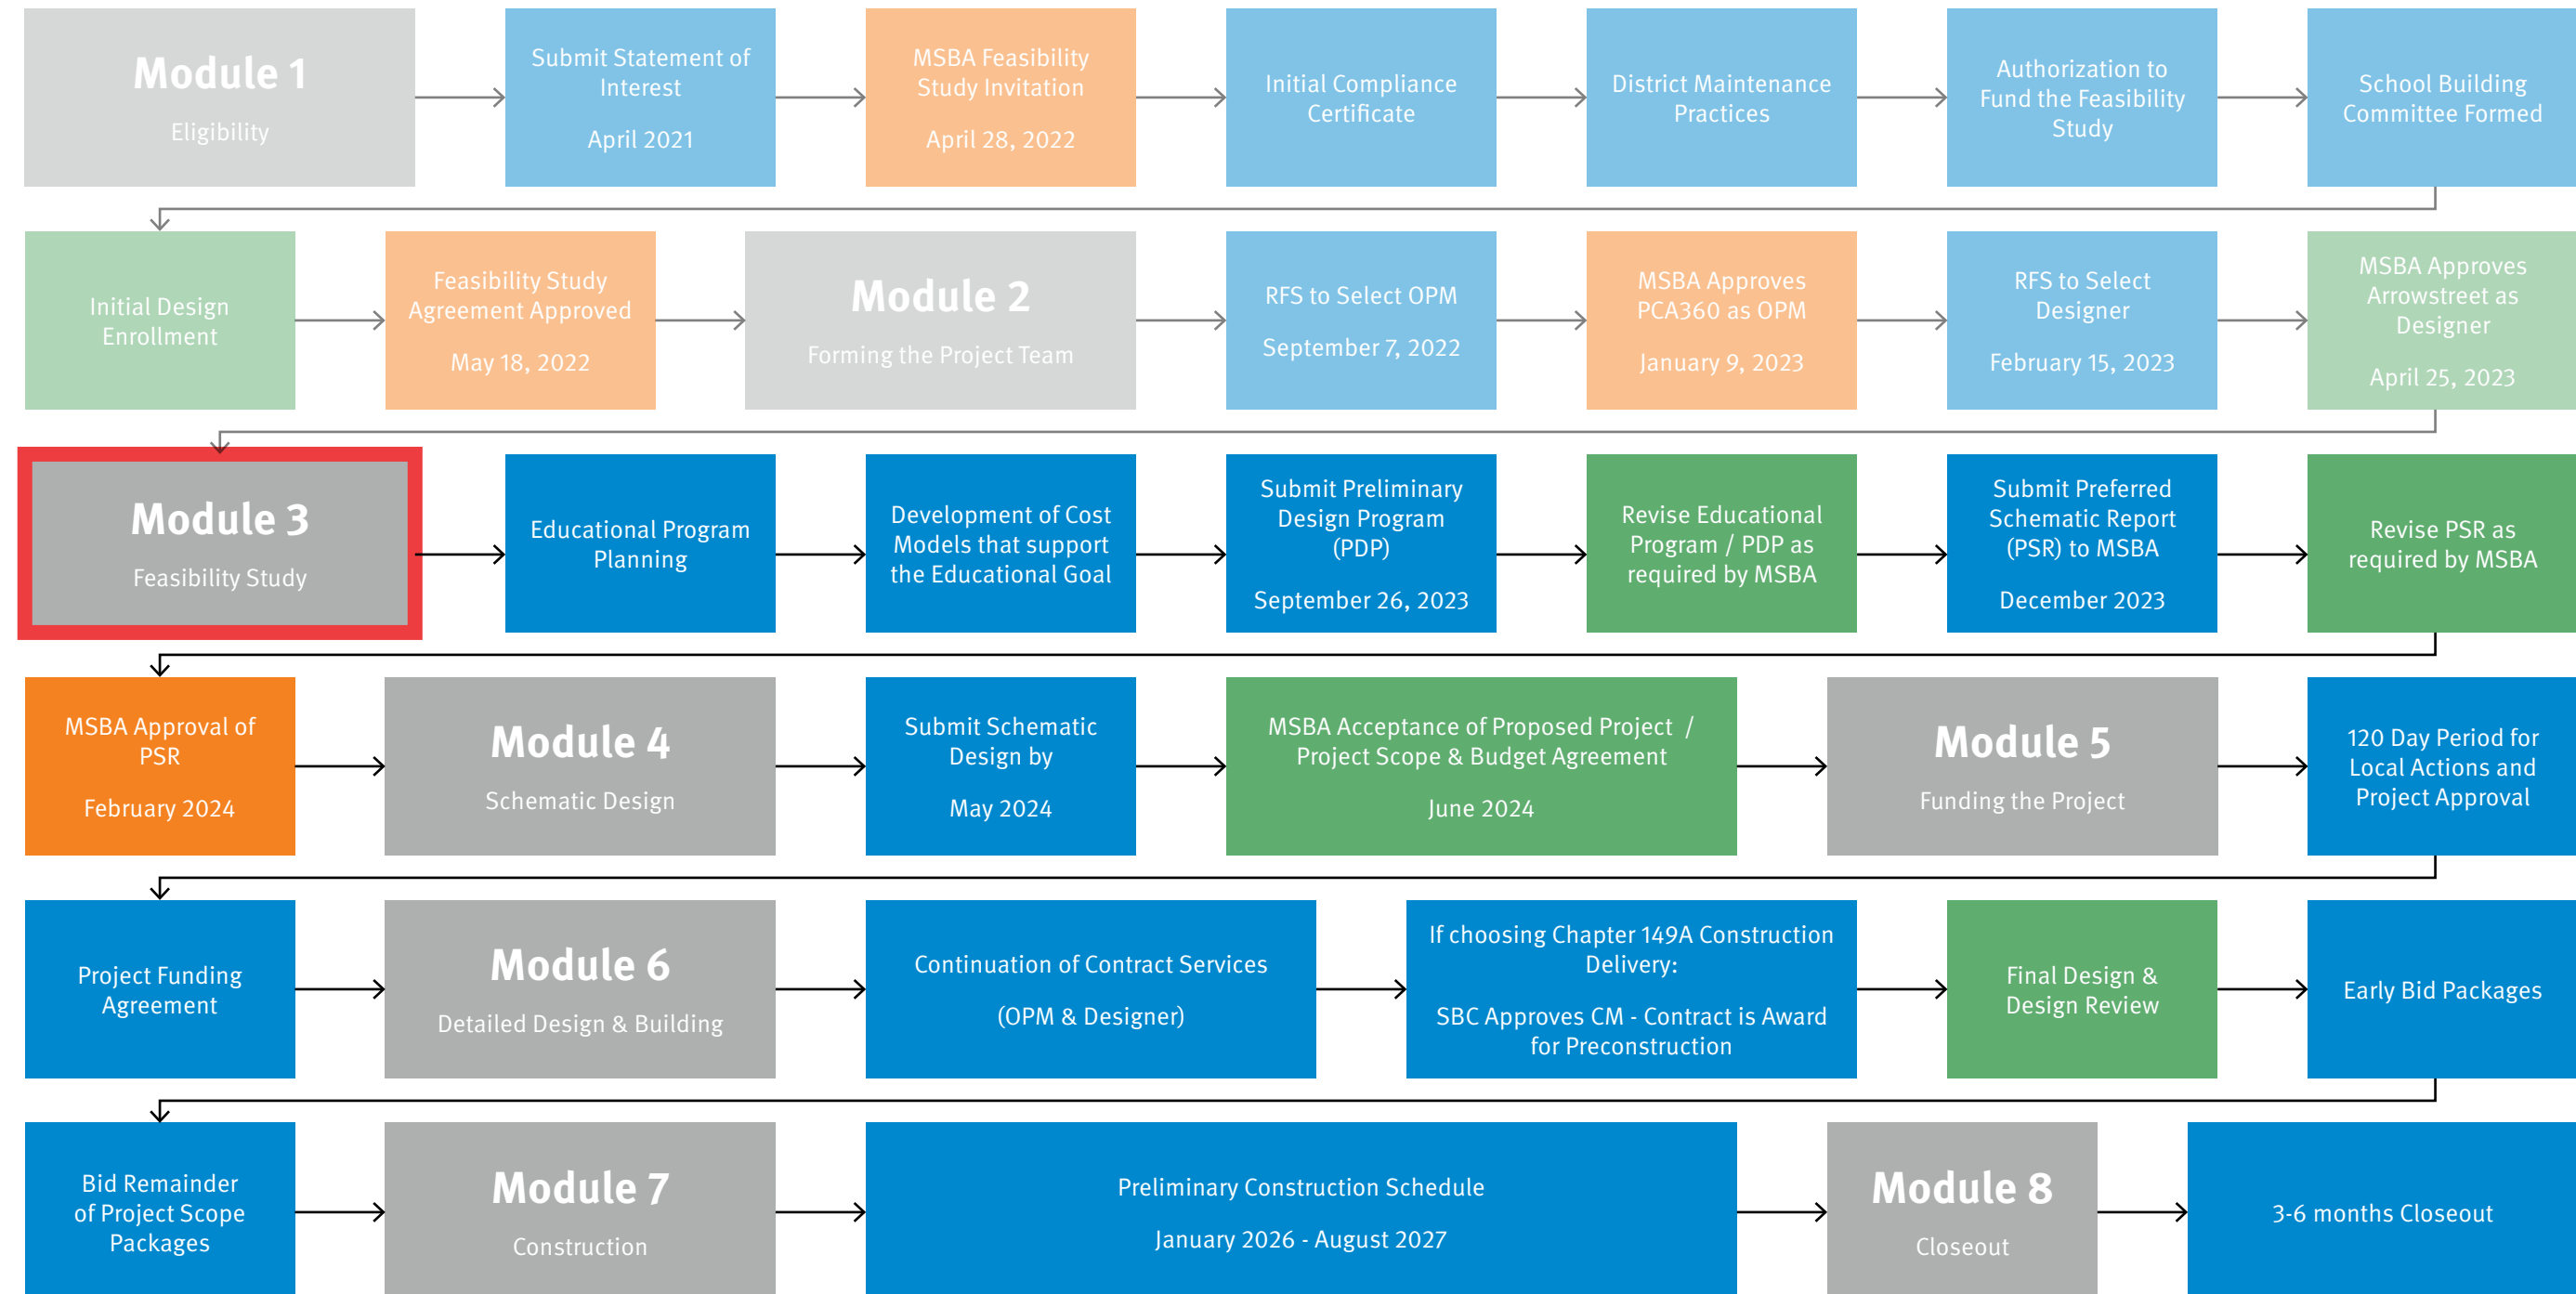 Module 1
Eligibility
Submit Statement of
Interest
April 2021
MSBA Feasibility
Study Invitation
April 28, 2022
Initial Compliance
Certificate
District Maintenance
Practices
Authorization to
Fund the Feasibility
Study
School Building
Committee Formed
Initial Design
Enrollment
Feasibility Study
Agreement Approved
May 18, 2022
Module 2
Forming the Project Team
RFS to Select OPM
September 7, 2022
MSBA Approves
PCA360 as OPM
January 9, 2023
RFS to Select
Designer
February 15, 2023
MSBA Approves
Arrowstreet as
Designer
April 25, 2023
Module 3
Feasibility Study
Educational Program
Planning
Development of Cost
Models that support
the Educational Goal
Submit Preliminary
Design Program
(PDP)
September 26, 2023
Revise Educational
Program / PDP as
required by MSBA
Submit Preferred
Schematic Report
(PSR) to MSBA
December 2023
Revise PSR as
required by MSBA
MSBA Approval of
PSR
February 2024
Module 4
Schematic Design
Submit Schematic
Design by
May 2024
MSBA Acceptance of Proposed Project /
Project Scope & Budget Agreement
June 2024
Module 5
Funding the Project
120 Day Period for
Local Actions and
Project Approval
Project Funding
Agreement
Module 6
Detailed Design & Building
Continuation of Contract Services
(OPM & Designer)
If choosing Chapter 149A Construction
Delivery:
SBC Approves CM - Contract is Award
for Preconstruction
Final Design &
Design Review
Early Bid Packages
Bid Remainder
of Project Scope
Packages
Module 7
Construction
Preliminary Construction Schedule
January 2026 - August 2027
Module 8
Closeout
3-6 months Closeout